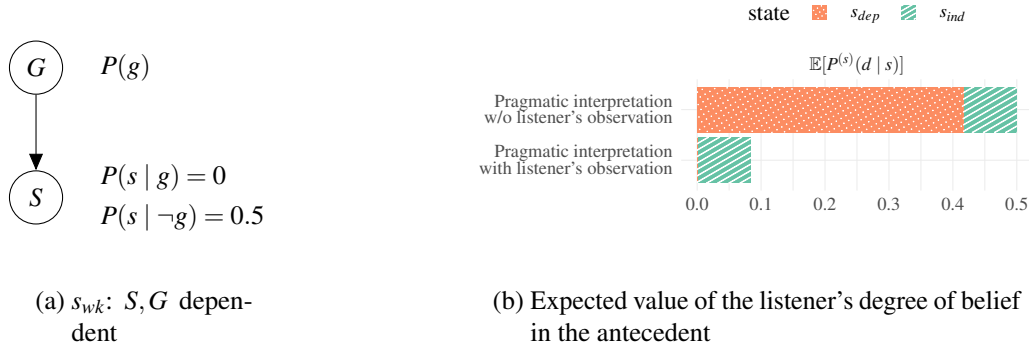 G P(g)
S
P(s | g) = 0
P(s | ¬g) = 0.5
(a) s_wk: S,G depen-
dent
state s_dep s_ind
𝔼[P^(s)(d | s)]
Pragmatic interpretation
w/o listener's observation
Pragmatic interpretation
with listener's observation
0.0 0.1 0.2 0.3 0.4 0.5
(b) Expected value of the listener's degree of belief
in the antecedent